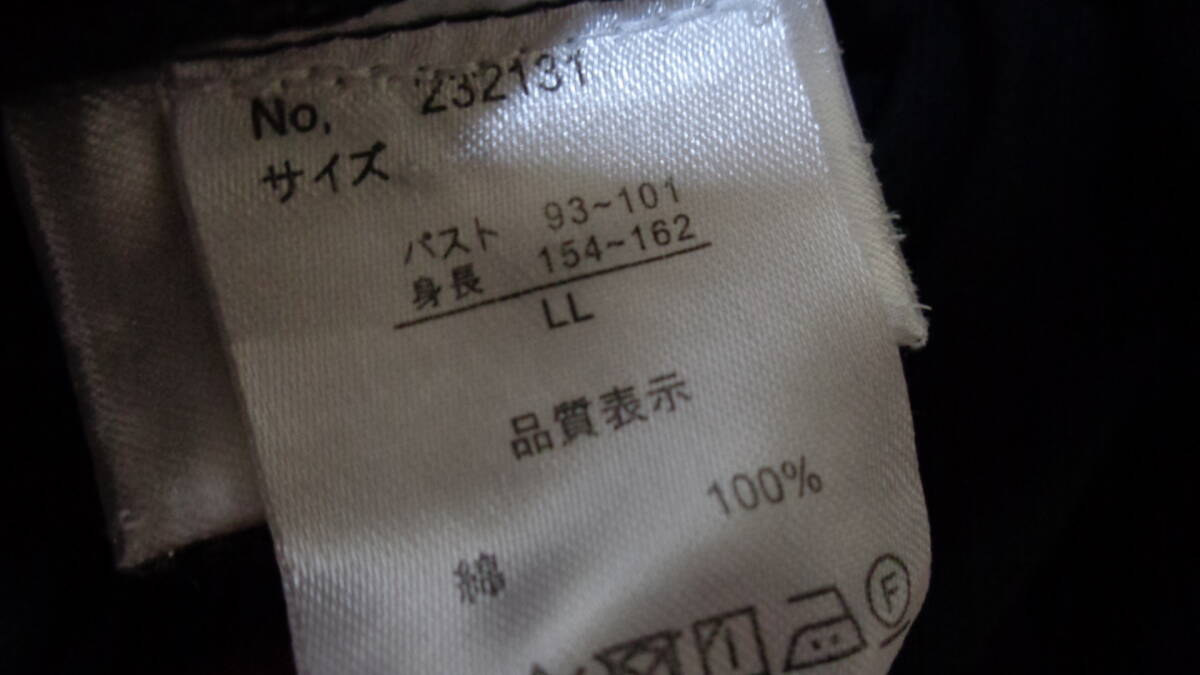 No, 232131
サイズ
バスト 93~101
身長 154~162
LL
品質表示
綿 100%
F